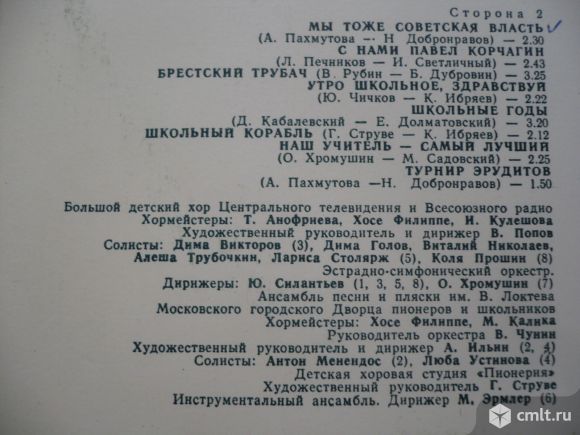 Сторона 2
МЫ ТОЖЕ СОВЕТСКАЯ ВЛАСТЬ
(А. Пахмутова — Н Добронравов) — 2.30
С НАМИ ПАВЕЛ КОРЧАГИН
(Л. Печников — И. Светличный) — 2.43
БРЕСТСКИЙ ТРУБАЧ (В. Рубин — Б. Дубровин) — 3.25
УТРО ШКОЛЬНОЕ, ЗДРАВСТВУЙ
(Ю. Чичков — К. Ибряев) — 2.22
ШКОЛЬНЫЕ ГОДЫ
(Д. Кабалевский — Е. Долматовский) — 3.20
ШКОЛЬНЫЙ КОРАБЛЬ (Г. Струве — К. Ибряев) — 2.12
НАШ УЧИТЕЛЬ — САМЫЙ ЛУЧШИЙ
(О. Хромушин — М. Садовский) — 2.25
ТУРНИР ЭРУДИТОВ
(А. Пахмутова —Н. Добронравов) — 1.50
Большой детский хор Центрального телевидения и Всесоюзного радио
Хормейстеры: Т. Анофриева, Хосе Филиппе, И. Кулешова
Художественный руководитель и дирижер В. Попов
Солисты: Дима Викторов (3), Дима Голов, Виталий Николаев,
Алеша Трубочкин, Лариса Столярж (5), Коля Прошин (8)
Эстрадно-симфонический оркестр.
Дирижеры: Ю. Силантьев (1, 3, 5, 8), О. Хромушин (7)
Ансамбль песни и пляски им. В. Локтева
Московского городского Дворца пионеров и школьников
Хормейстеры: Хосе Филиппе, М. Калика
Руководитель оркестра В. Чунин
Художественный руководитель и дирижер А. Ильин (2, 4)
Солисты: Антон Менендос (2), Люба Устинова (4)
Детская хоровая студия «Пионерия»
Художественный руководитель Г. Струве
Инструментальный ансамбль. Дирижер М. Эрмлер (6)
cmlt.ru